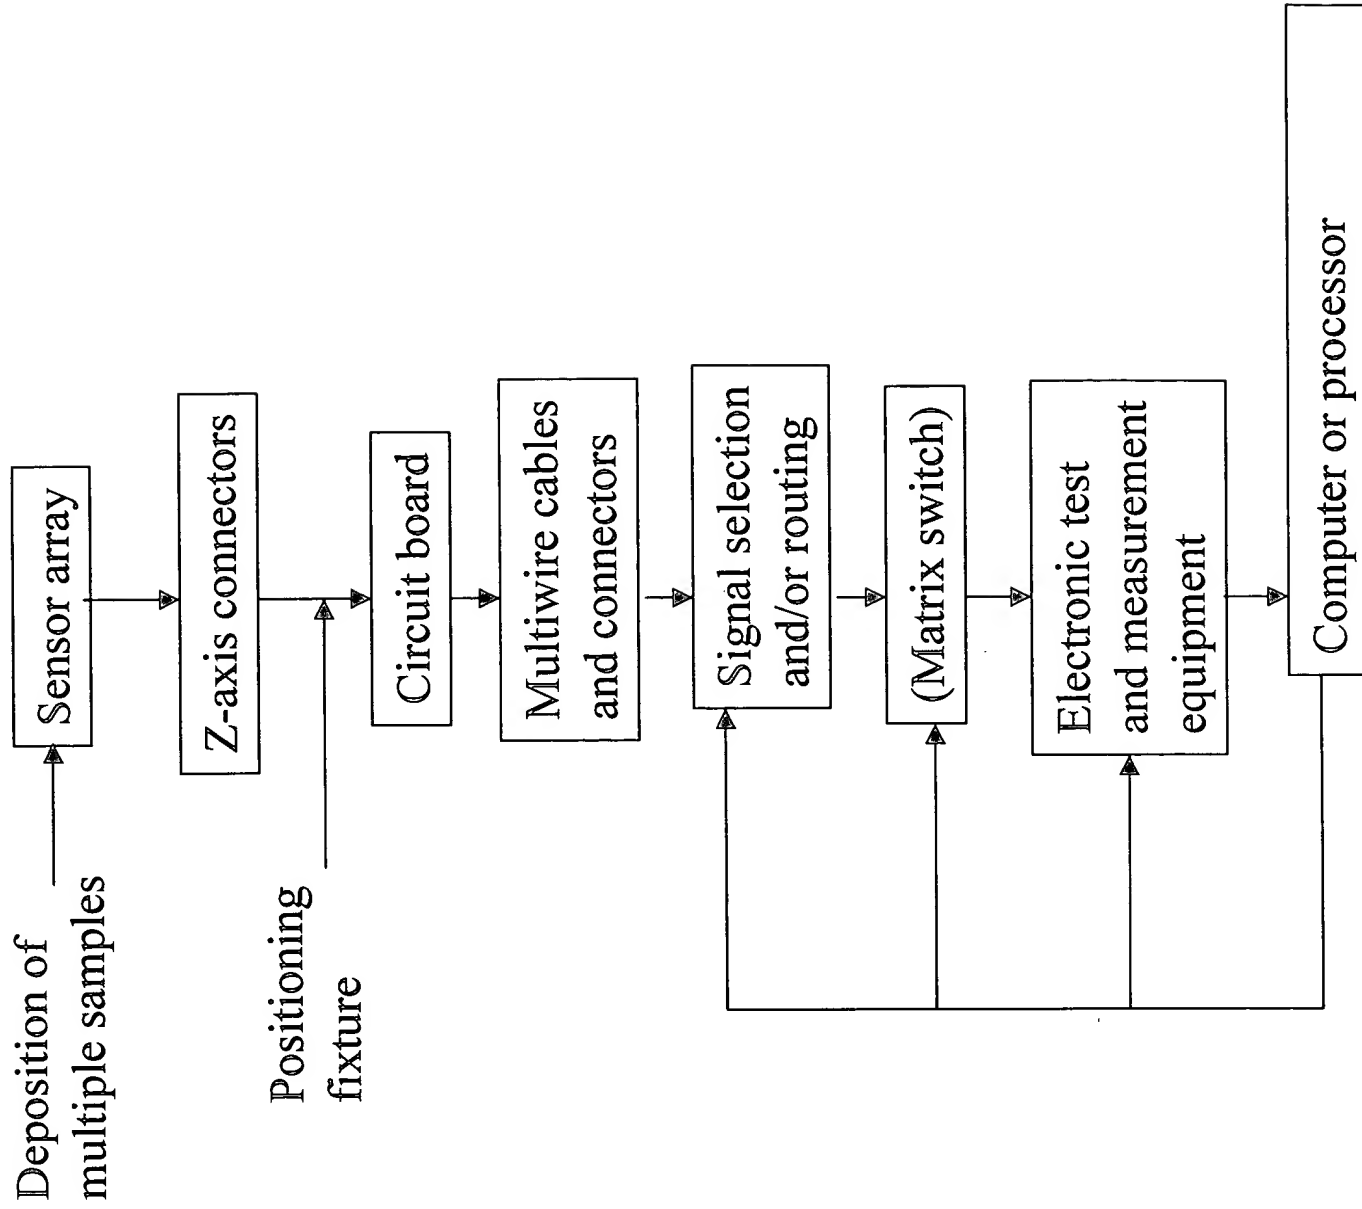 Deposition of
multiple samples
Sensor array
Z-axis connectors
Positioning
fixture
Circuit board
Multiwire cables
and connectors
Signal selection
and/or routing
(Matrix switch)
Electronic test
and measurement
equipment
Computer or processor